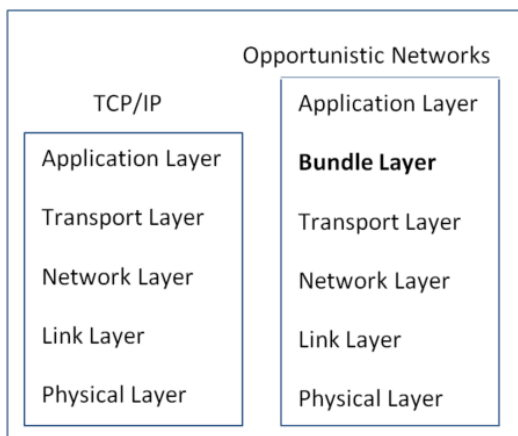 TCP/IP
Application Layer
Transport Layer
Network Layer
Link Layer
Physical Layer
Opportunistic Networks
Application Layer
Bundle Layer
Transport Layer
Network Layer
Link Layer
Physical Layer